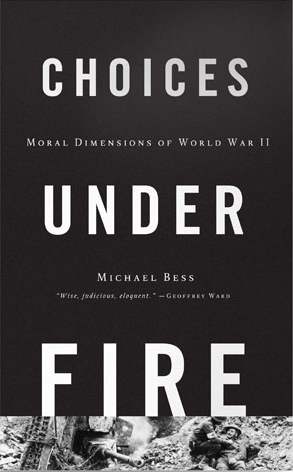 CHOICES
MORAL DIMENSIONS OF WORLD WAR II
UNDER
MICHAEL BESS
"Wise, judicious, eloquent." —GEOFFREY WARD
FIRE